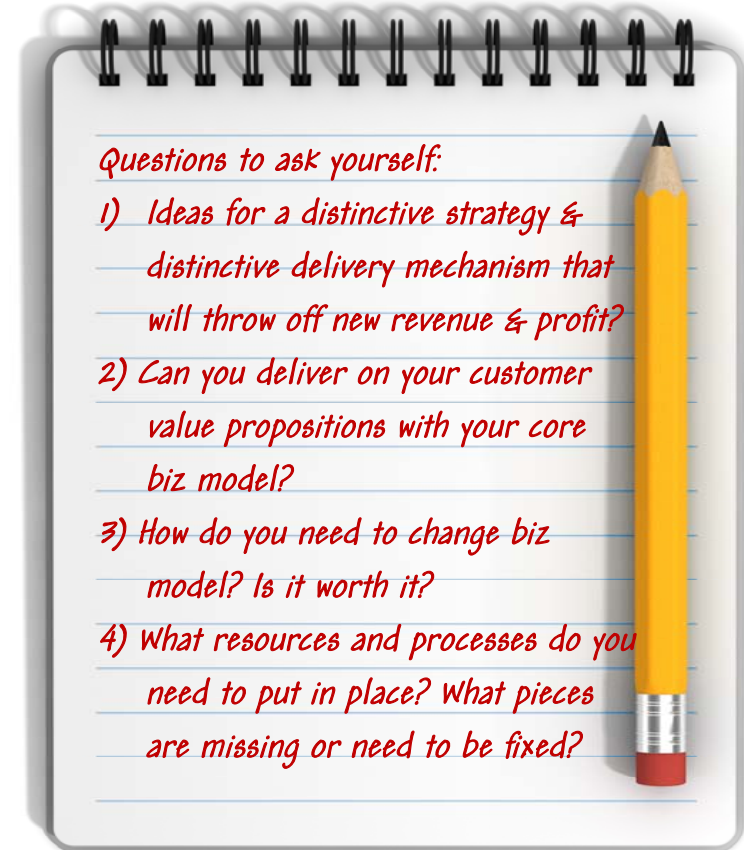 Questions to ask yourself:
1) Ideas for a distinctive strategy &
distinctive delivery mechanism that
will throw off new revenue & profit?
2) Can you deliver on your customer
value propositions with your core
biz model?
3) How do you need to change biz
model? Is it worth it?
4) What resources and processes do you
need to put in place? What pieces
are missing or need to be fixed?